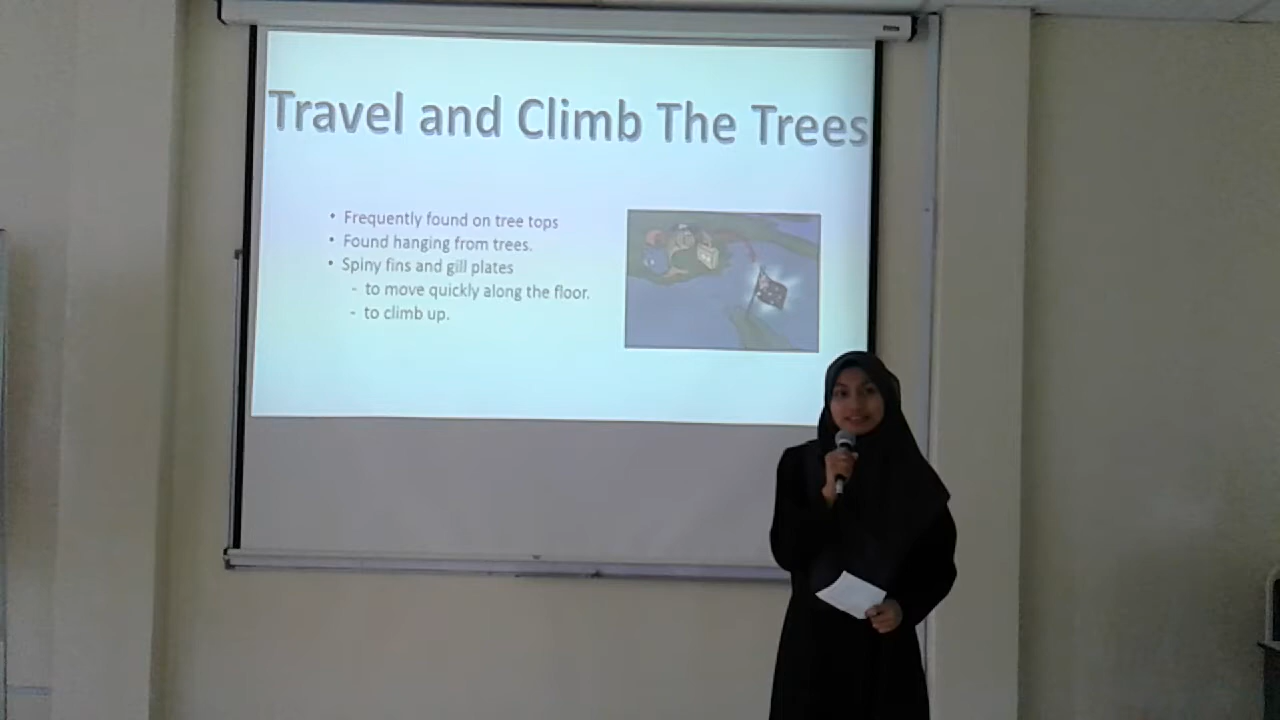 Travel and Climb The Trees
• Frequently found on tree tops
• Found hanging from trees.
• Spiny fins and gill plates
- to move quickly along the floor.
- to climb up.